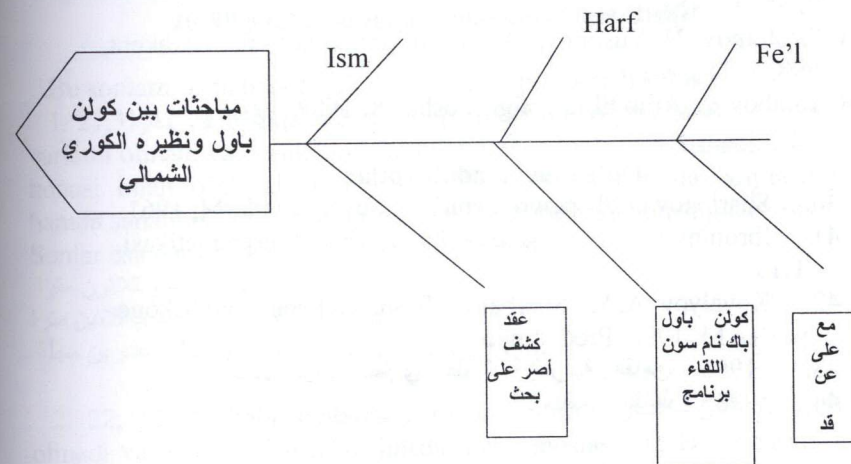 Ism
Harf
Fe'l
مباحثات بين كولن
باول ونظيره الكوري
الشمالي
عقد
كشف
أصر على
بحث
كولن باول
باك نام سون
اللقاء
برنامج
مع
على
عن
قد